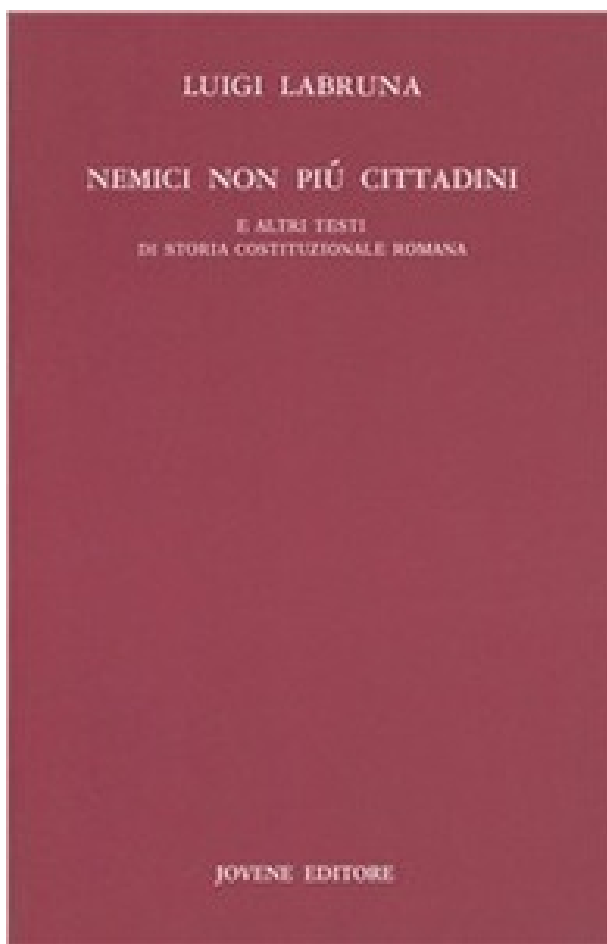 LUIGI LABRUNA
NEMICI NON PIÚ CITTADINI
E ALTRI TESTI
DI STORIA COSTITUZIONALE ROMANA
JOVENE EDITORE